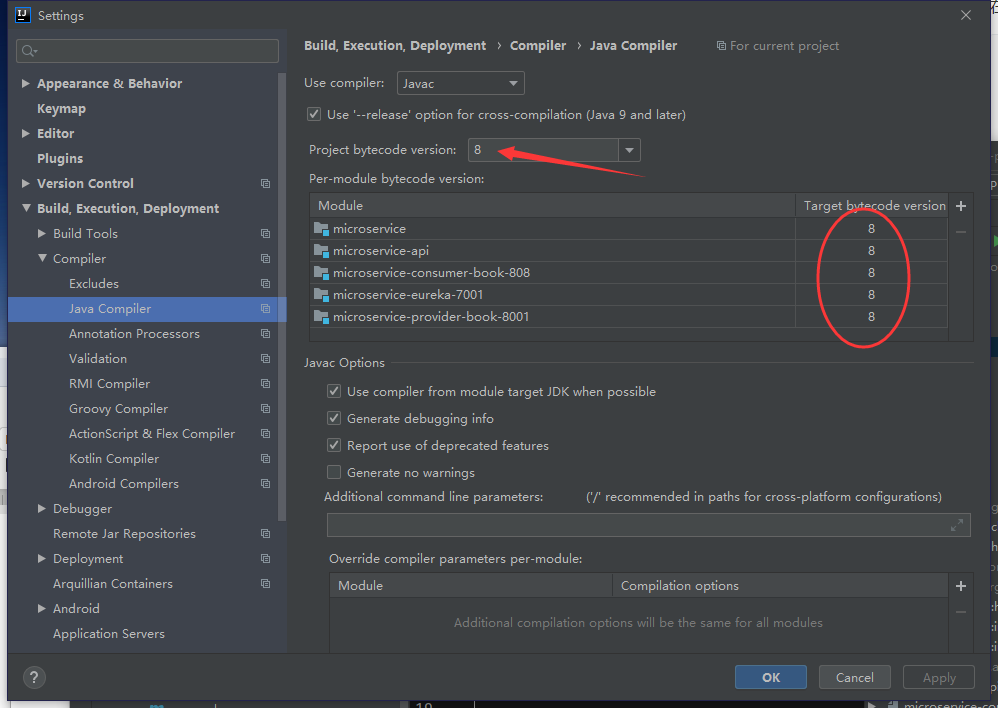 Settings
Build, Execution, Deployment › Compiler › Java Compiler For current project
Appearance & Behavior
Keymap
Editor
Plugins
Version Control
Build, Execution, Deployment
Build Tools
Compiler
Excludes
Java Compiler
Annotation Processors
Validation
RMI Compiler
Groovy Compiler
ActionScript & Flex Compiler
Kotlin Compiler
Android Compilers
Debugger
Remote Jar Repositories
Deployment
Arquillian Containers
Android
Application Servers
Use compiler: Javac
Use '--release' option for cross-compilation (Java 9 and later)
Project bytecode version: 8
Per-module bytecode version:
Module Target bytecode version
microservice 8
microservice-api 8
microservice-consumer-book-808 8
microservice-eureka-7001 8
microservice-provider-book-8001 8
Javac Options
Use compiler from module target JDK when possible
Generate debugging info
Report use of deprecated features
Generate no warnings
Additional command line parameters: ('/' recommended in paths for cross-platform configurations)
Override compiler parameters per-module:
Module Compilation options
Additional compilation options will be the same for all modules
? OK Cancel Apply